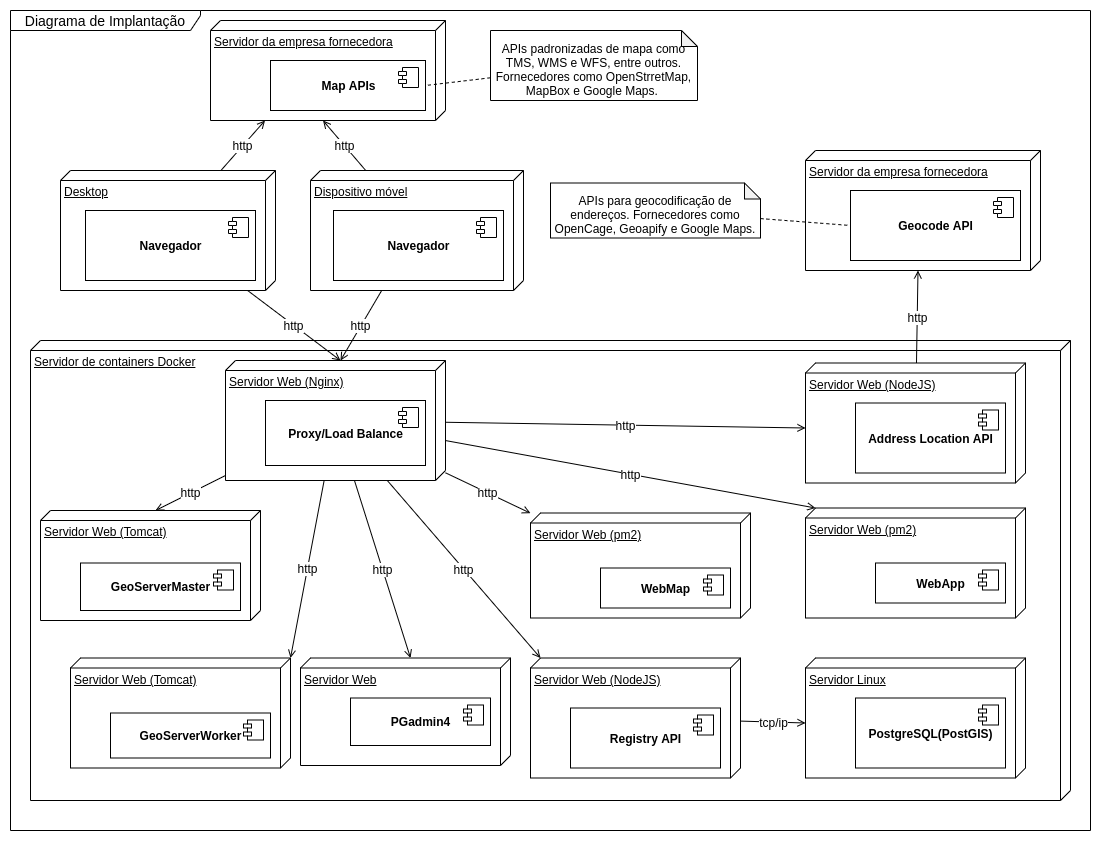 Diagrama de Implantação
Servidor da empresa fornecedora
Map APIs
APIs padronizadas de mapa como
TMS, WMS e WFS, entre outros.
Fornecedores como OpenStrretMap,
MapBox e Google Maps.
http
http
Desktop
Navegador
Dispositivo móvel
Navegador
APIs para geocodificação de
endereços. Fornecedores como
OpenCage, Geoapify e Google Maps.
Servidor da empresa fornecedora
Geocode API
http
http
http
Servidor de containers Docker
Servidor Web (Nginx)
Proxy/Load Balance
Servidor Web (NodeJS)
Address Location API
http
http
http
http
Servidor Web (Tomcat)
GeoServerMaster
Servidor Web (pm2)
WebMap
Servidor Web (pm2)
WebApp
http
http
http
Servidor Web (Tomcat)
GeoServerWorker
Servidor Web
PGadmin4
Servidor Web (NodeJS)
Registry API
tcp/ip
Servidor Linux
PostgreSQL(PostGIS)